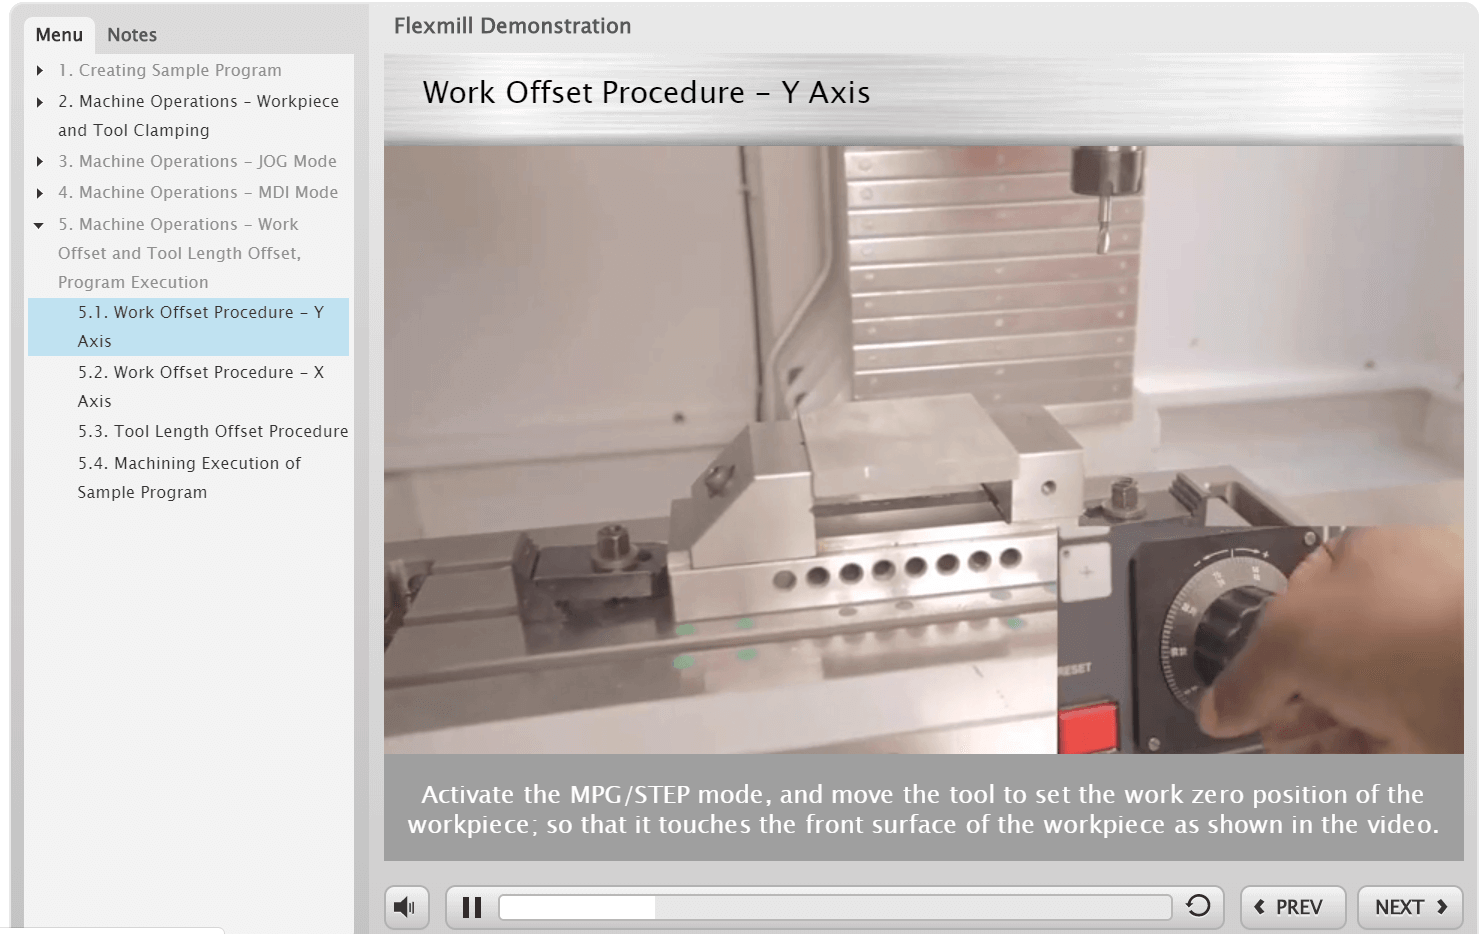 Menu
Notes
1. Creating Sample Program
2. Machine Operations – Workpiece
and Tool Clamping
3. Machine Operations – JOG Mode
4. Machine Operations – MDI Mode
5. Machine Operations – Work
Offset and Tool Length Offset,
Program Execution
5.1. Work Offset Procedure – Y
Axis
5.2. Work Offset Procedure – X
Axis
5.3. Tool Length Offset Procedure
5.4. Machining Execution of
Sample Program
Flexmill Demonstration
Work Offset Procedure – Y Axis
RESET
Activate the MPG/STEP mode, and move the tool to set the work zero position of the
workpiece; so that it touches the front surface of the workpiece as shown in the video.
PREV
NEXT